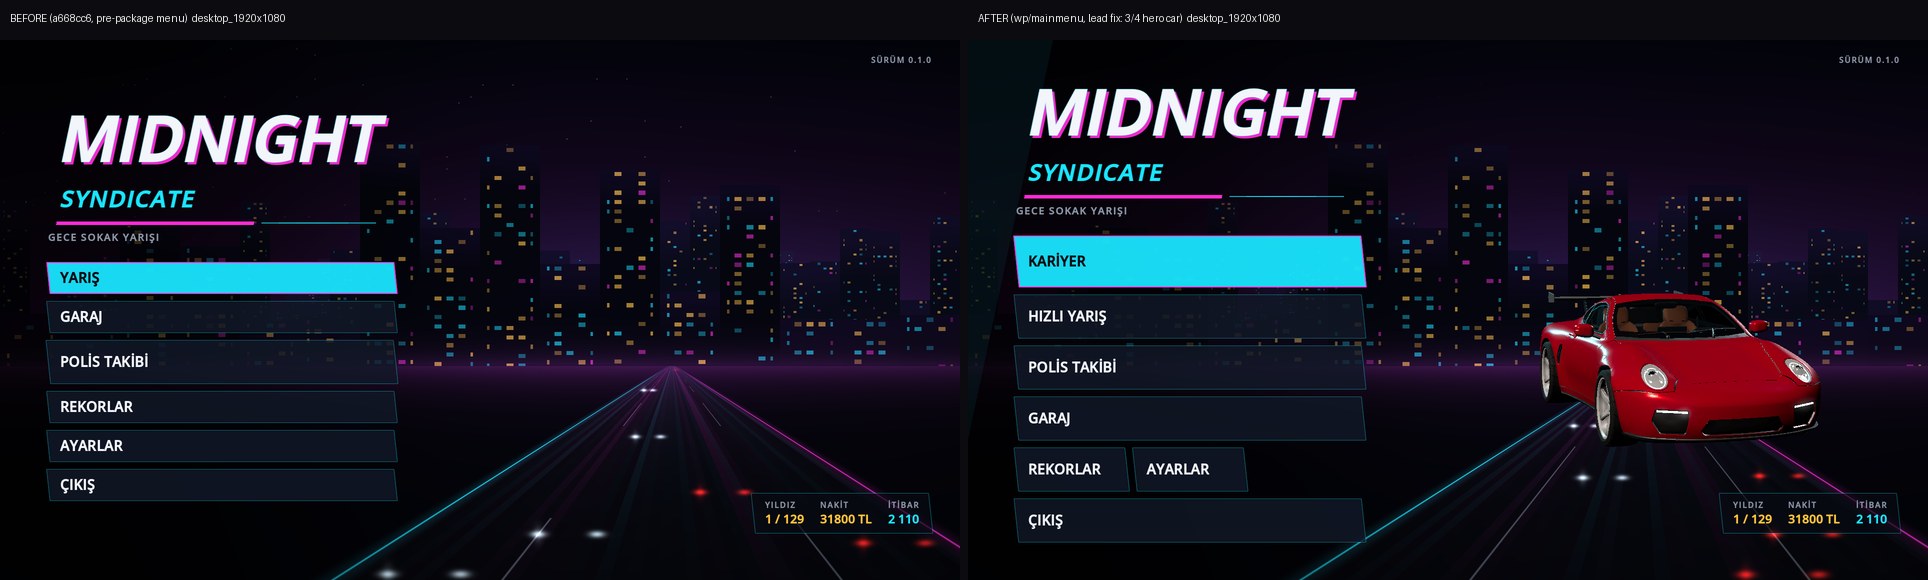 BEFORE (a668cc6, pre-package menu) desktop_1920x1080
SÜRÜM 0.1.0
MIDNIGHT
SYNDICATE
GECE SOKAK YARIŞI
YARIŞ
GARAJ
POLİS TAKİBİ
REKORLAR
AYARLAR
ÇIKIŞ
YILDIZ NAKİT İTİBAR
1 / 129 31800 TL 2 110
AFTER (wp/mainmenu, lead fix: 3/4 hero car) desktop_1920x1080
SÜRÜM 0.1.0
MIDNIGHT
SYNDICATE
GECE SOKAK YARIŞI
KARİYER
HIZLI YARIŞ
POLİS TAKİBİ
GARAJ
REKORLAR AYARLAR
ÇIKIŞ
YILDIZ NAKİT İTİBAR
1 / 129 31800 TL 2 110